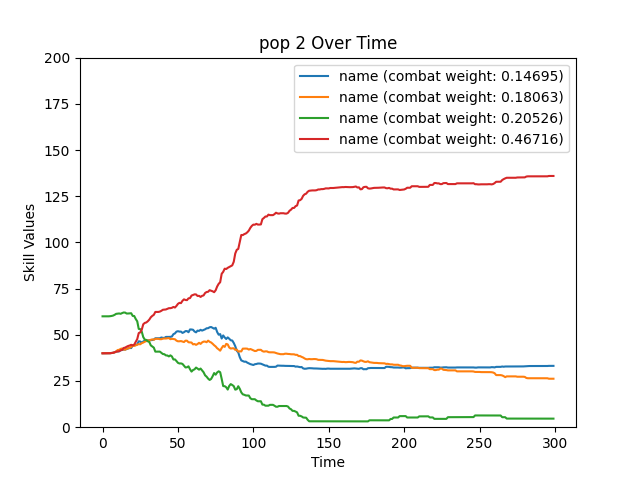 pop 2 Over Time
200
175
150
125
100
75
50
25
0
Skill Values
name (combat weight: 0.14695)
name (combat weight: 0.18063)
name (combat weight: 0.20526)
name (combat weight: 0.46716)
0 50 100 150 200 250 300
Time